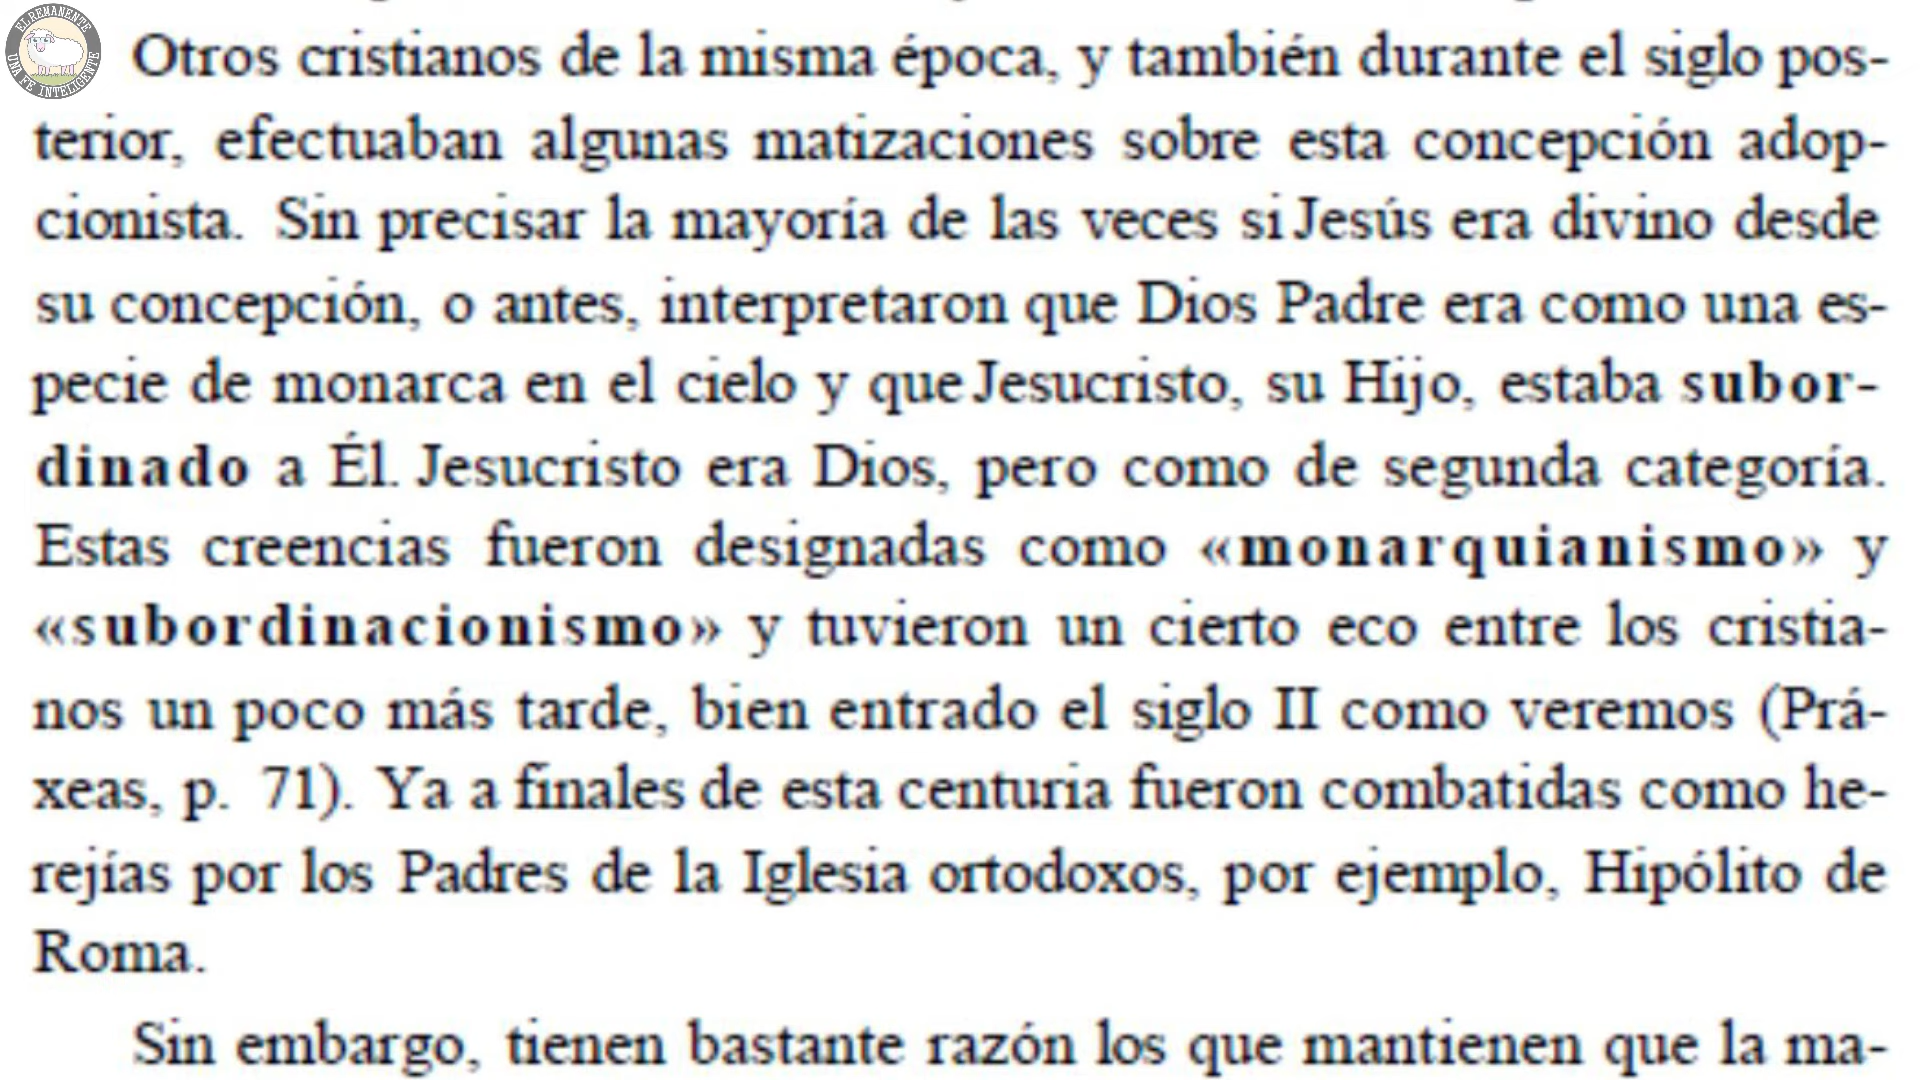 ELREMANENTE
UNA FE INTELIGENTE
Otros cristianos de la misma época, y también durante el siglo pos-
terior, efectuaban algunas matizaciones sobre esta concepción adop-
cionista. Sin precisar la mayoría de las veces si Jesús era divino desde
su concepción, o antes, interpretaron que Dios Padre era como una es-
pecie de monarca en el cielo y que Jesucristo, su Hijo, estaba subor-
dinado a Él. Jesucristo era Dios, pero como de segunda categoría.
Estas creencias fueron designadas como «monarquianismo» y
«subordinacionismo» y tuvieron un cierto eco entre los cristia-
nos un poco más tarde, bien entrado el siglo II como veremos (Prá-
xeas, p. 71). Ya a finales de esta centuria fueron combatidas como he-
rejías por los Padres de la Iglesia ortodoxos, por ejemplo, Hipólito de
Roma.
Sin embargo, tienen bastante razón los que mantienen que la ma-